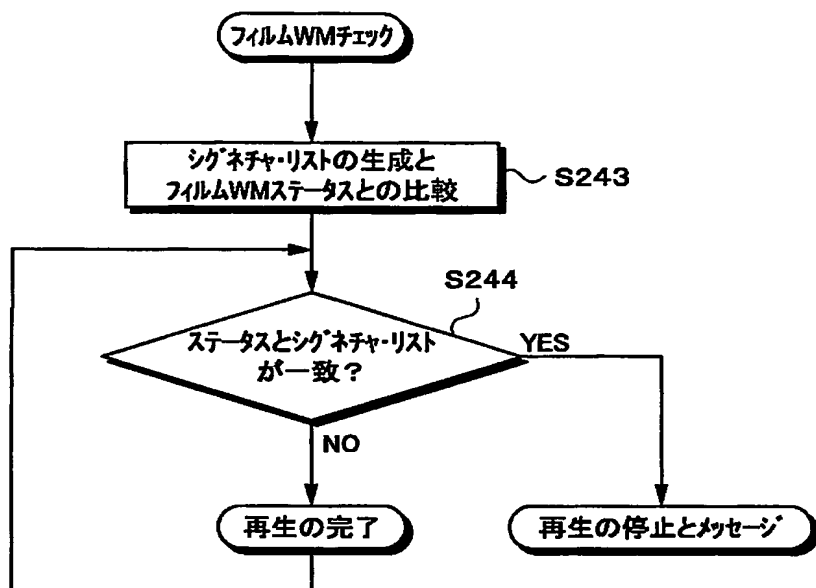 フィルムWMチェック
シグネチャ・リストの生成と
フィルムWMステータスとの比較
S243
S244
ステータスとシグネチャ・リスト
が一致？
YES
NO
再生の完了
再生の停止とメッセージ